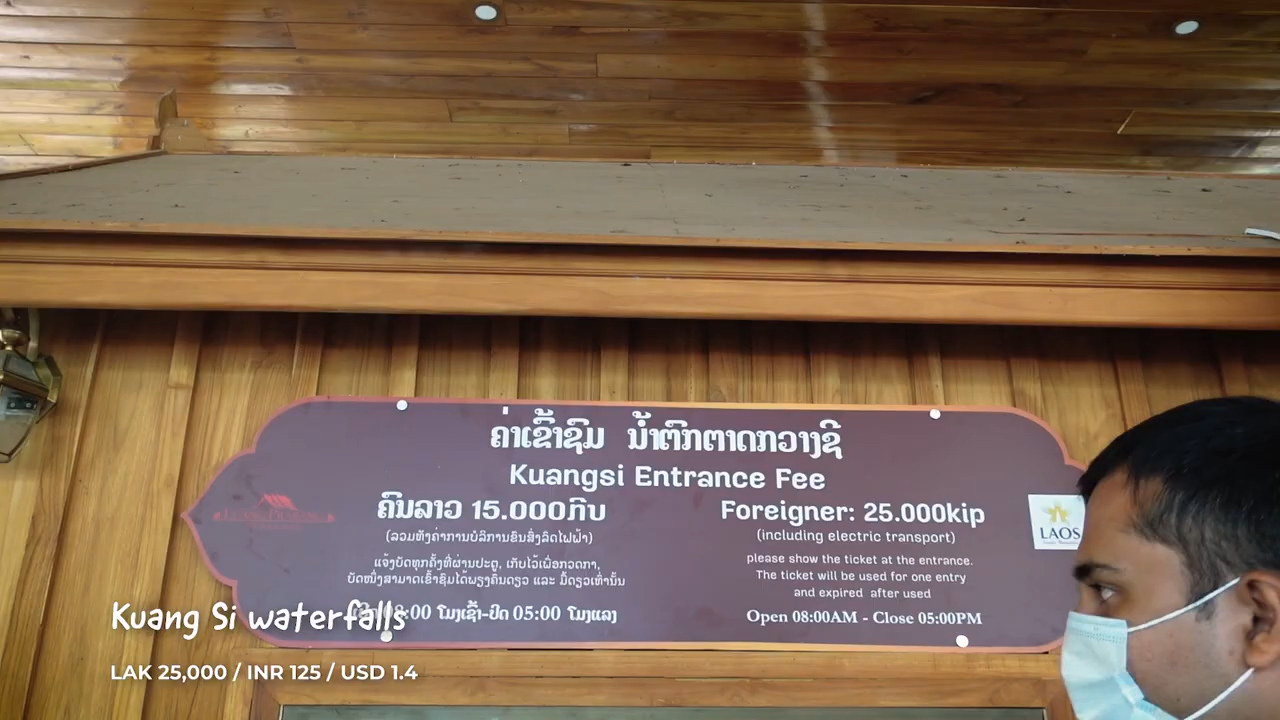 ຄ່າເຂົ້າຊົມ ນ້ຳຕົກຕາດກວາງຊີ
Kuangsi Entrance Fee
ຄົນລາວ 15.000ກີບ
(ລວມທັງຄ່າການບໍລິການຂົນສົ່ງລົດໄຟຟ້າ)
ແຈ້ງບັດທຸກຄັ້ງທີ່ຜ່ານປະຕູ, ເກັບໄວ້ເພື່ອກວດກາ,
ບັດໜຶ່ງສາມາດເຂົ້າຊົມໄດ້ພຽງຄົນດຽວ ແລະ ມື້ດຽວເທົ່ານັ້ນ
08:00 ໂມງເຊົ້າ-ປິດ 05:00 ໂມງແລງ
Foreigner: 25.000kip
(including electric transport)
please show the ticket at the entrance.
The ticket will be used for one entry
and expired after used
Open 08:00AM - Close 05:00PM
LUANG PRABANG
LAOS
Kuang Si waterfalls
LAK 25,000 / INR 125 / USD 1.4